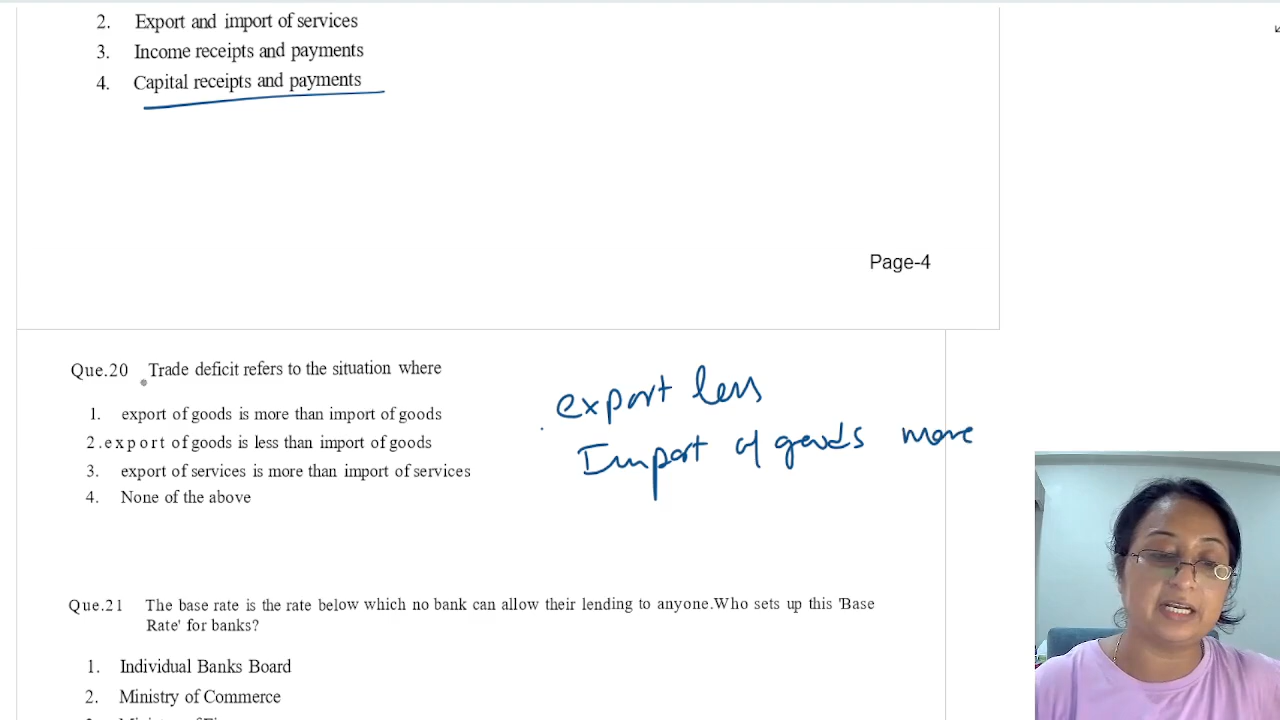 2. Export and import of services
3. Income receipts and payments
4. Capital receipts and payments
Page-4
Que.20 Trade deficit refers to the situation where
1. export of goods is more than import of goods
2.export of goods is less than import of goods
3. export of services is more than import of services
4. None of the above
export less
Import of goods more
Que.21 The base rate is the rate below which no bank can allow their lending to anyone.Who sets up this 'Base
Rate' for banks?
1. Individual Banks Board
2. Ministry of Commerce